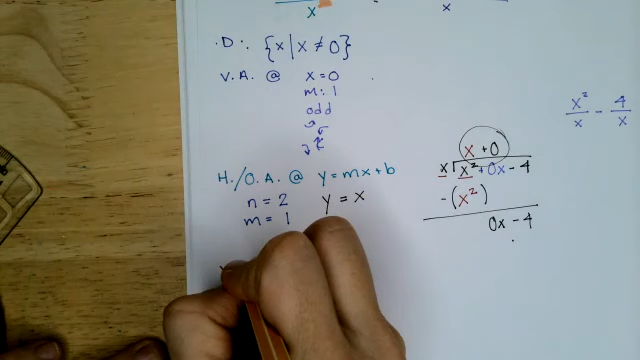 x x
D: {x | x ≠ 0}
V.A. @ x = 0
m: 1
odd
H./O.A. @ y = mx + b
n = 2 y = x
m = 1
x² / x - 4 / x
x + 0
x √ x² + 0x - 4
- (x²)
0x - 4